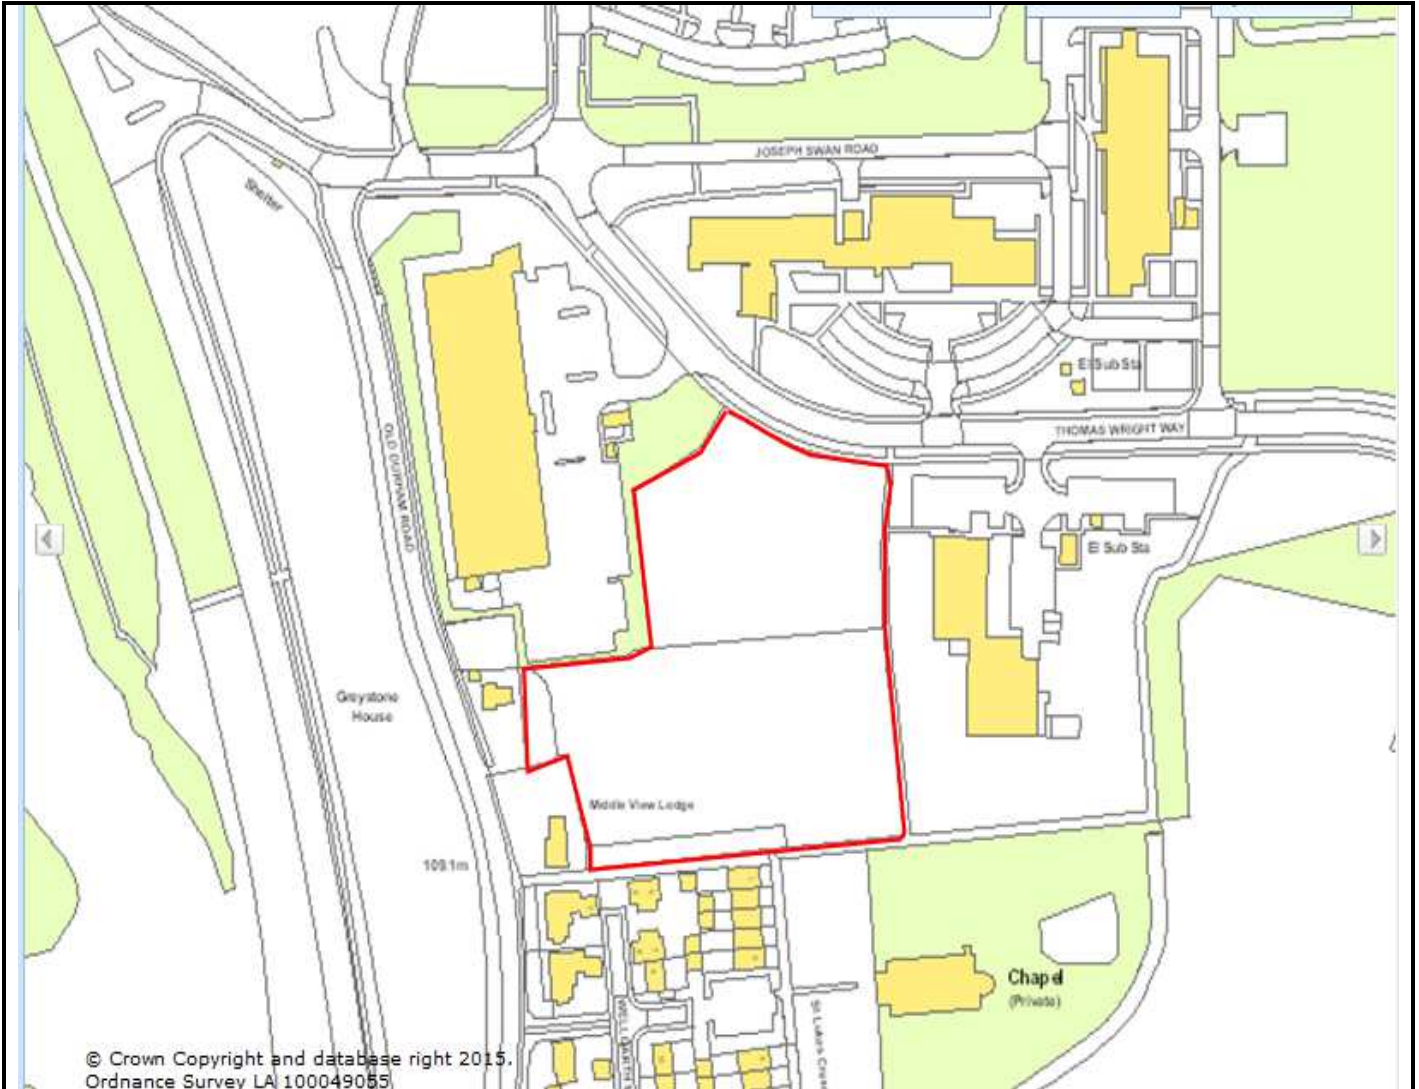 JOSEPH SWAN ROAD
Shelter
El Sub Sta
THOMAS WRIGHT WAY
OLD DURHAM ROAD
El Sub Sta
Greystone
House
Middle View Lodge
109.1m
Chapel
(Private)
© Crown Copyright and database right 2015.
Ordnance Survey LA 100049055